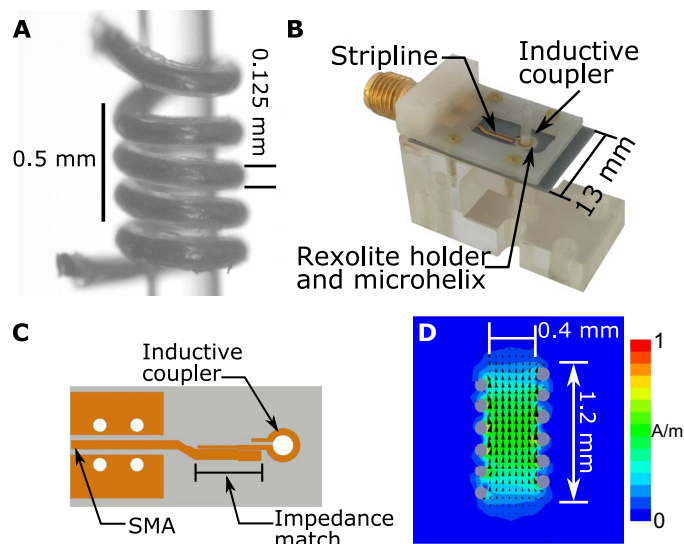 A
0.5 mm
0.125 mm
B
Stripline
Inductive
coupler
13 mm
Rexolite holder
and microhelix
C
Inductive
coupler
SMA
Impedance
match
D
0.4 mm
1.2 mm
1
A/m
0